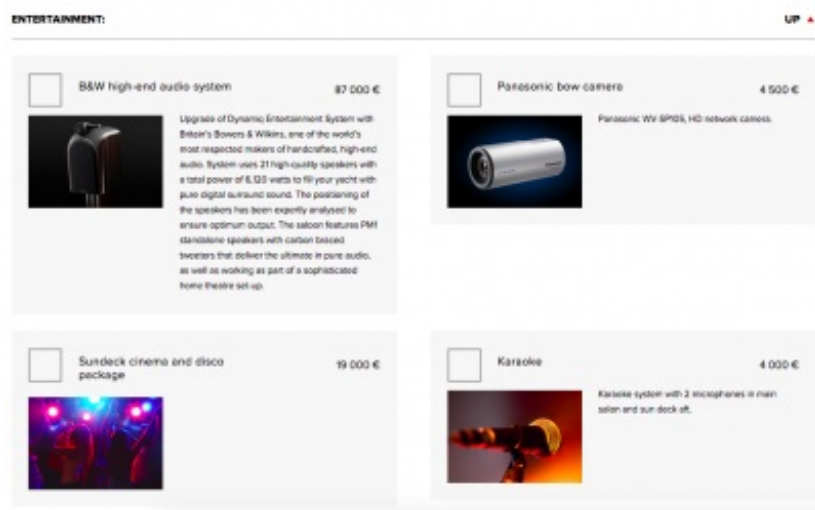 ENTERTAINMENT:
UP
B&W high-end audio system
87 000 €
Upgrade of Dynamic Entertainment System with
Britain's Bowers & Wilkins, one of the world's
most respected makers of handcrafted, high-end
audio. System uses 21 high quality speakers with
a total power of 6,120 watts to fill your yacht with
pure digital surround sound. The positioning of
the speakers has been expertly analysed to
ensure optimum output. The saloon features PM1
standalone speakers with carbon braced
tweeters that deliver the ultimate in pure audio,
as well as working as part of a sophisticated
home theatre set-up.
Panasonic bow camera
4 500 €
Panasonic WV-SP105, HD network camera.
Sundeck cinema and disco
package
19 000 €
Karaoke
4 000 €
Karaoke system with 2 microphones in main
salon and sun deck aft.